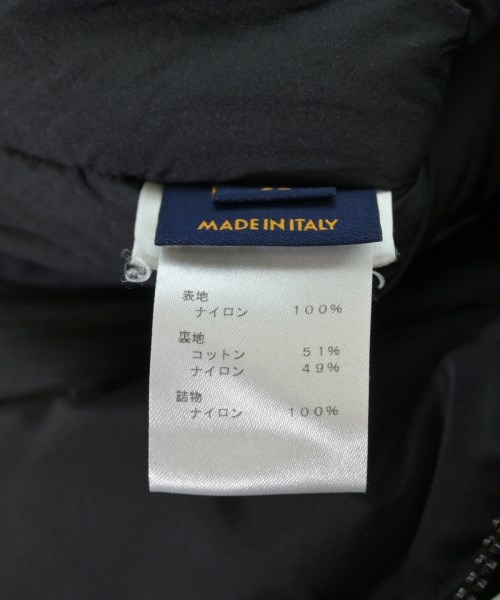 MADE IN ITALY
表地
ナイロン 100%
裏地
コットン 51%
ナイロン 49%
詰物
ナイロン 100%